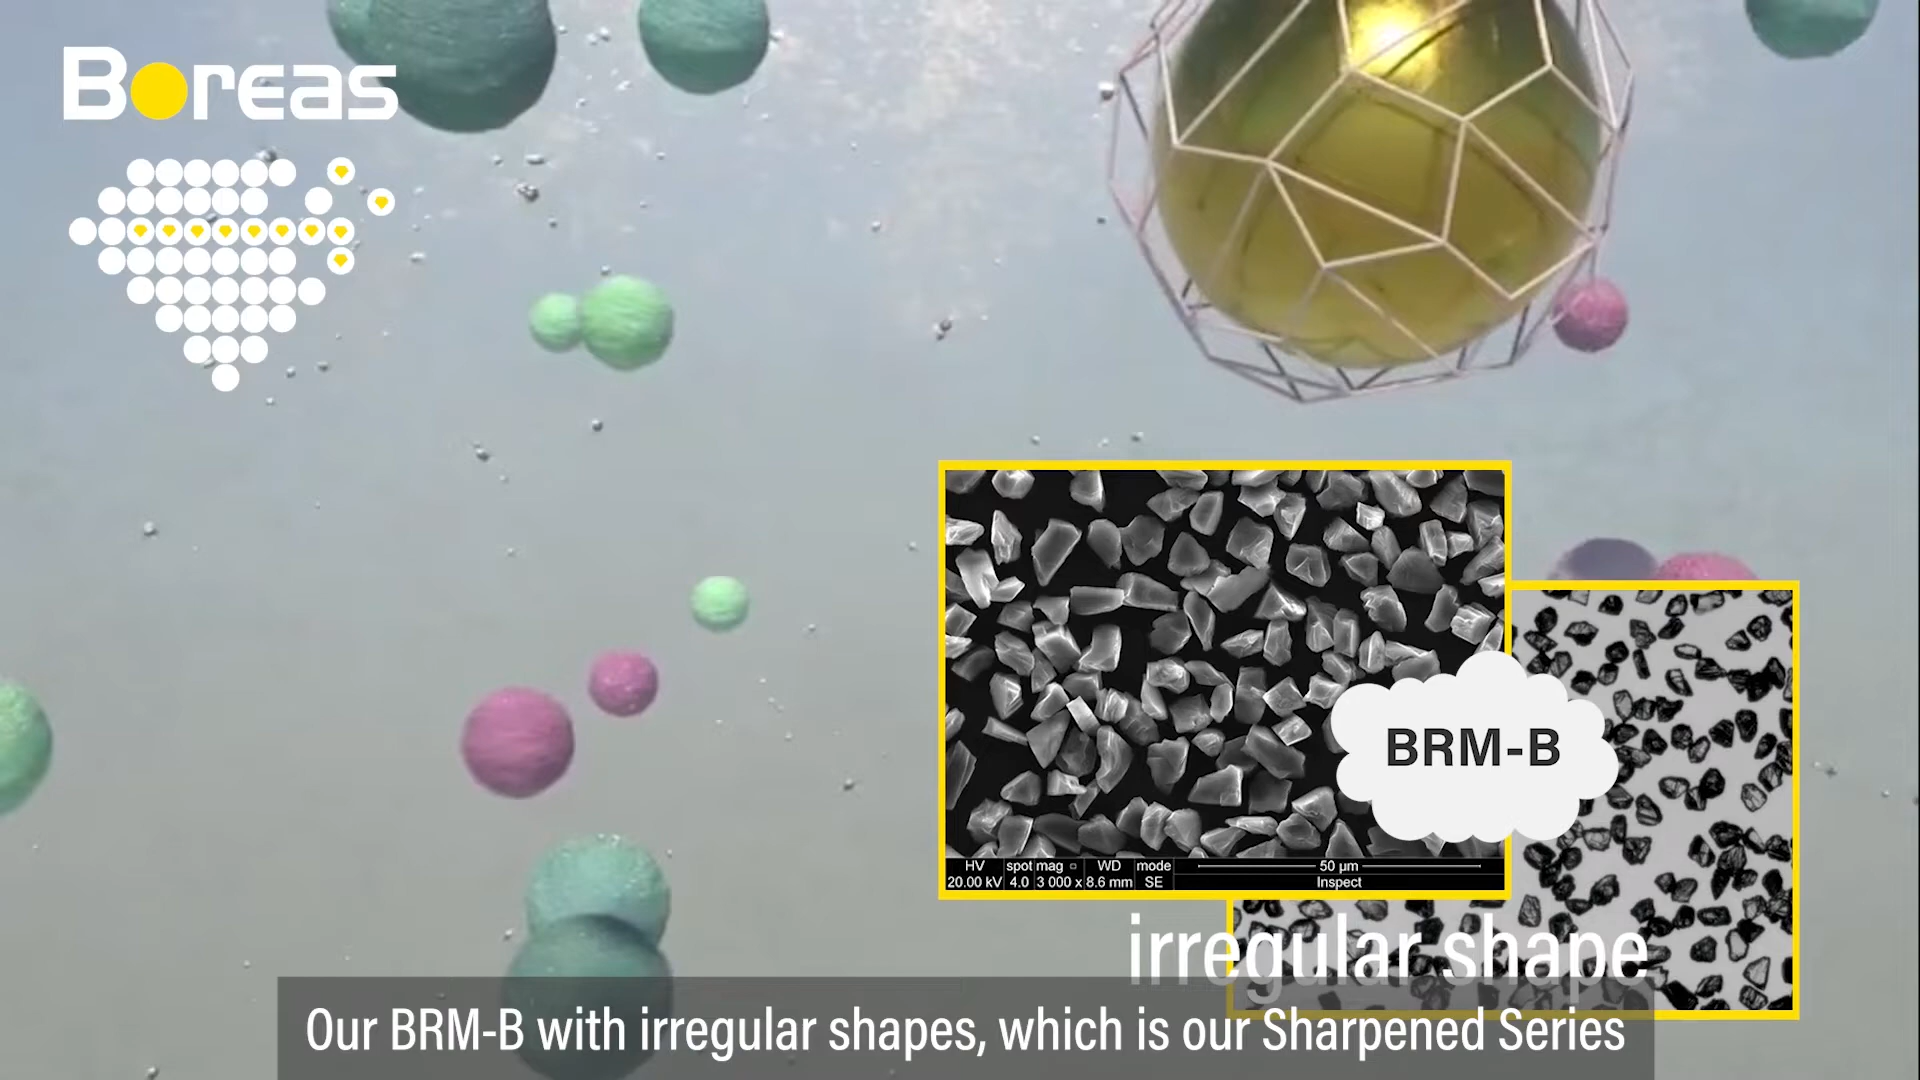 Boreas
BRM-B
HV spot mag WD mode 50 µm
20.00 kV 4.0 3 000 x 8.6 mm SE Inspect
irregular shape
Our BRM-B with irregular shapes, which is our Sharpened Series